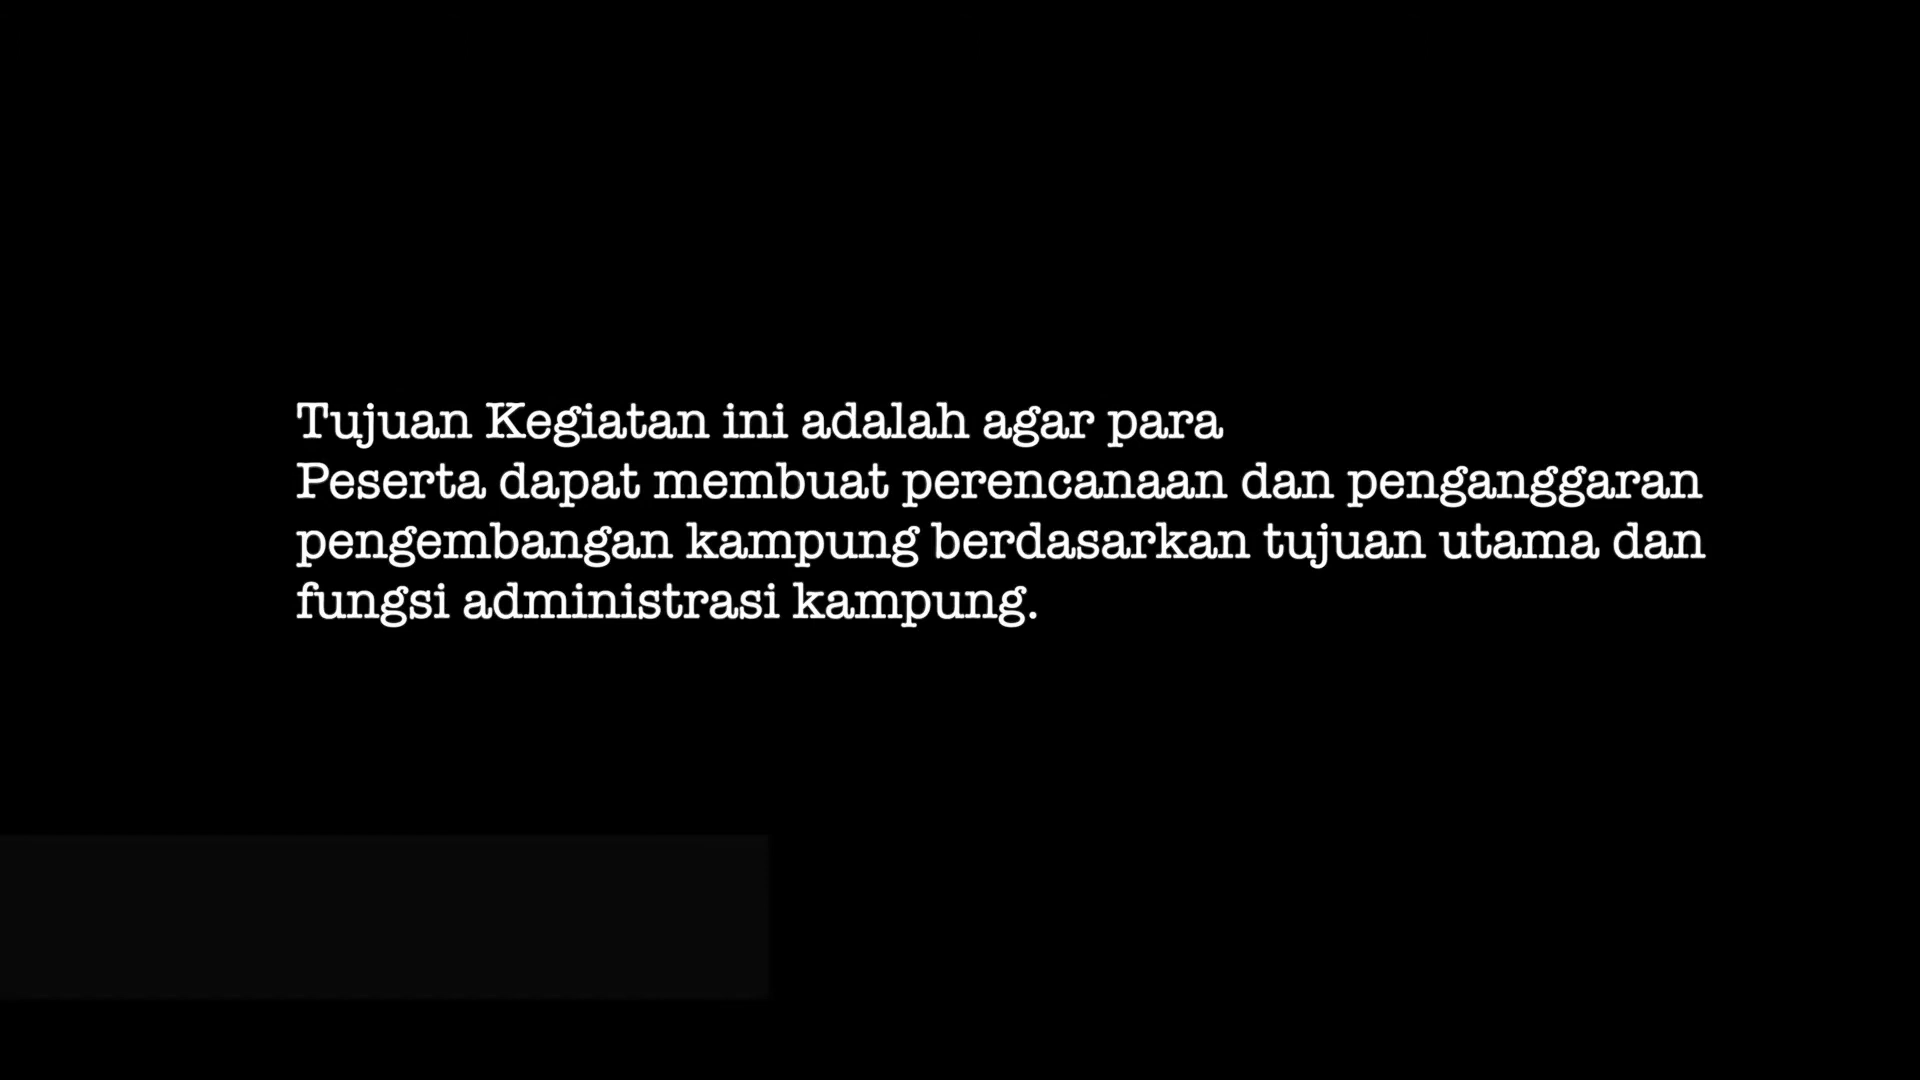 Tujuan Kegiatan ini adalah agar para
Peserta dapat membuat perencanaan dan penganggaran
pengembangan kampung berdasarkan tujuan utama dan
fungsi administrasi kampung.